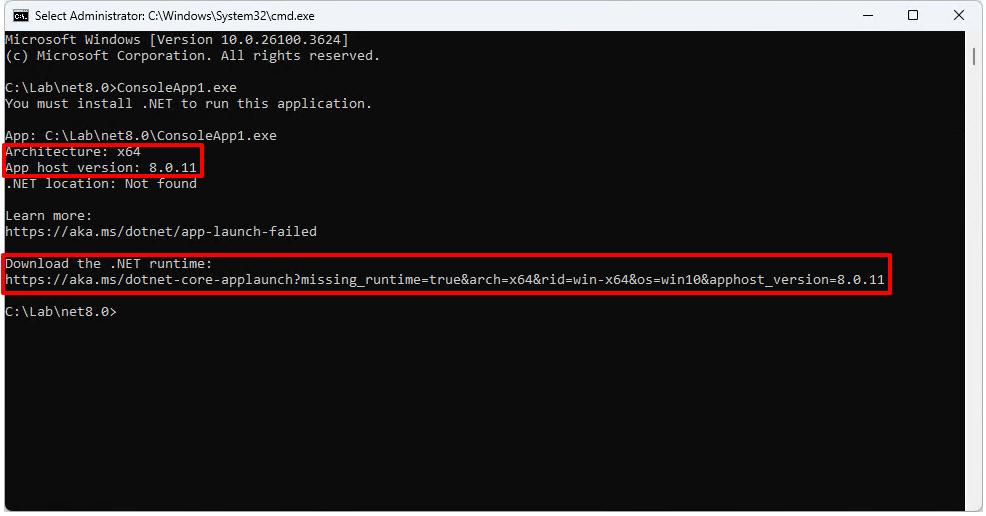 Select Administrator: C:\Windows\System32\cmd.exe
Microsoft Windows [Version 10.0.26100.3624]
(c) Microsoft Corporation. All rights reserved.
C:\Lab\net8.0>ConsoleApp1.exe
You must install .NET to run this application.
App: C:\Lab\net8.0\ConsoleApp1.exe
Architecture: x64
App host version: 8.0.11
.NET location: Not found
Learn more:
https://aka.ms/dotnet/app-launch-failed
Download the .NET runtime:
https://aka.ms/dotnet-core-applaunch?missing_runtime=true&arch=x64&rid=win-x64&os=win10&apphost_version=8.0.11
C:\Lab\net8.0>